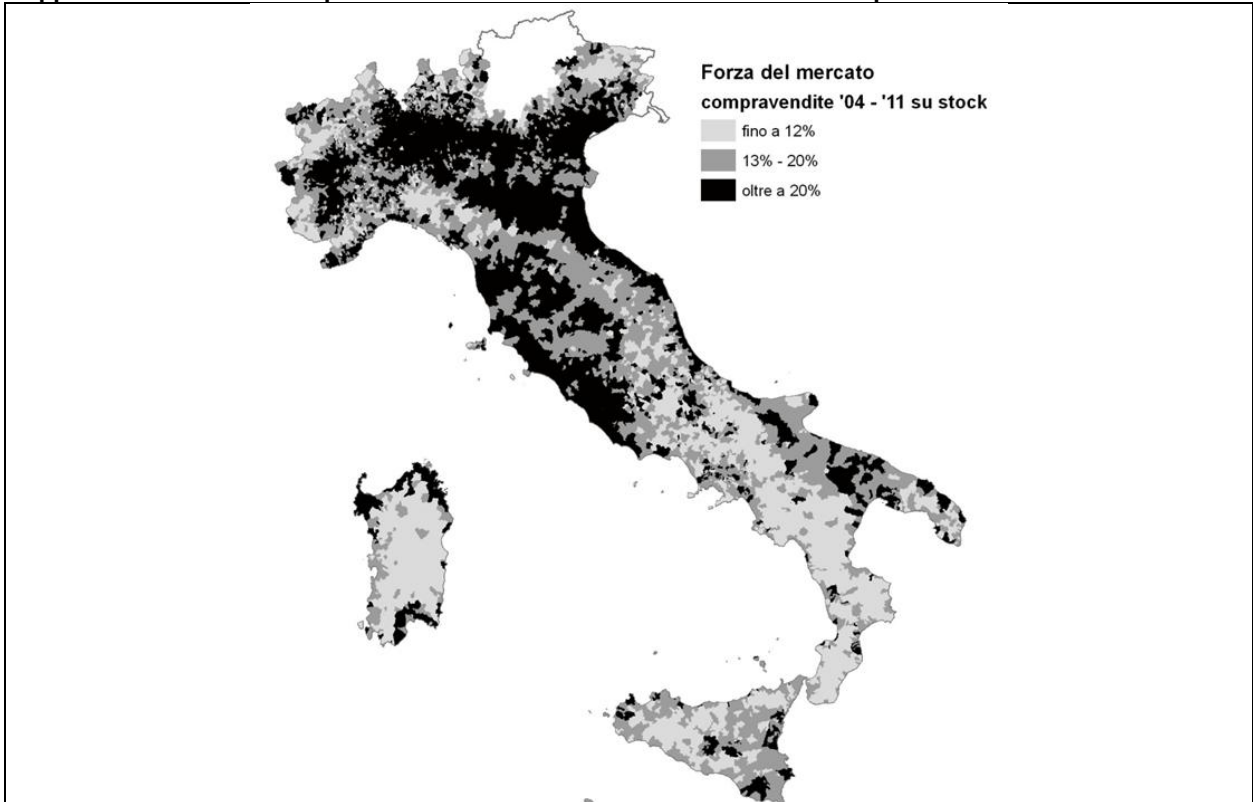 Forza del mercato
compravendite '04 - '11 su stock
fino a 12%
13% - 20%
oltre a 20%